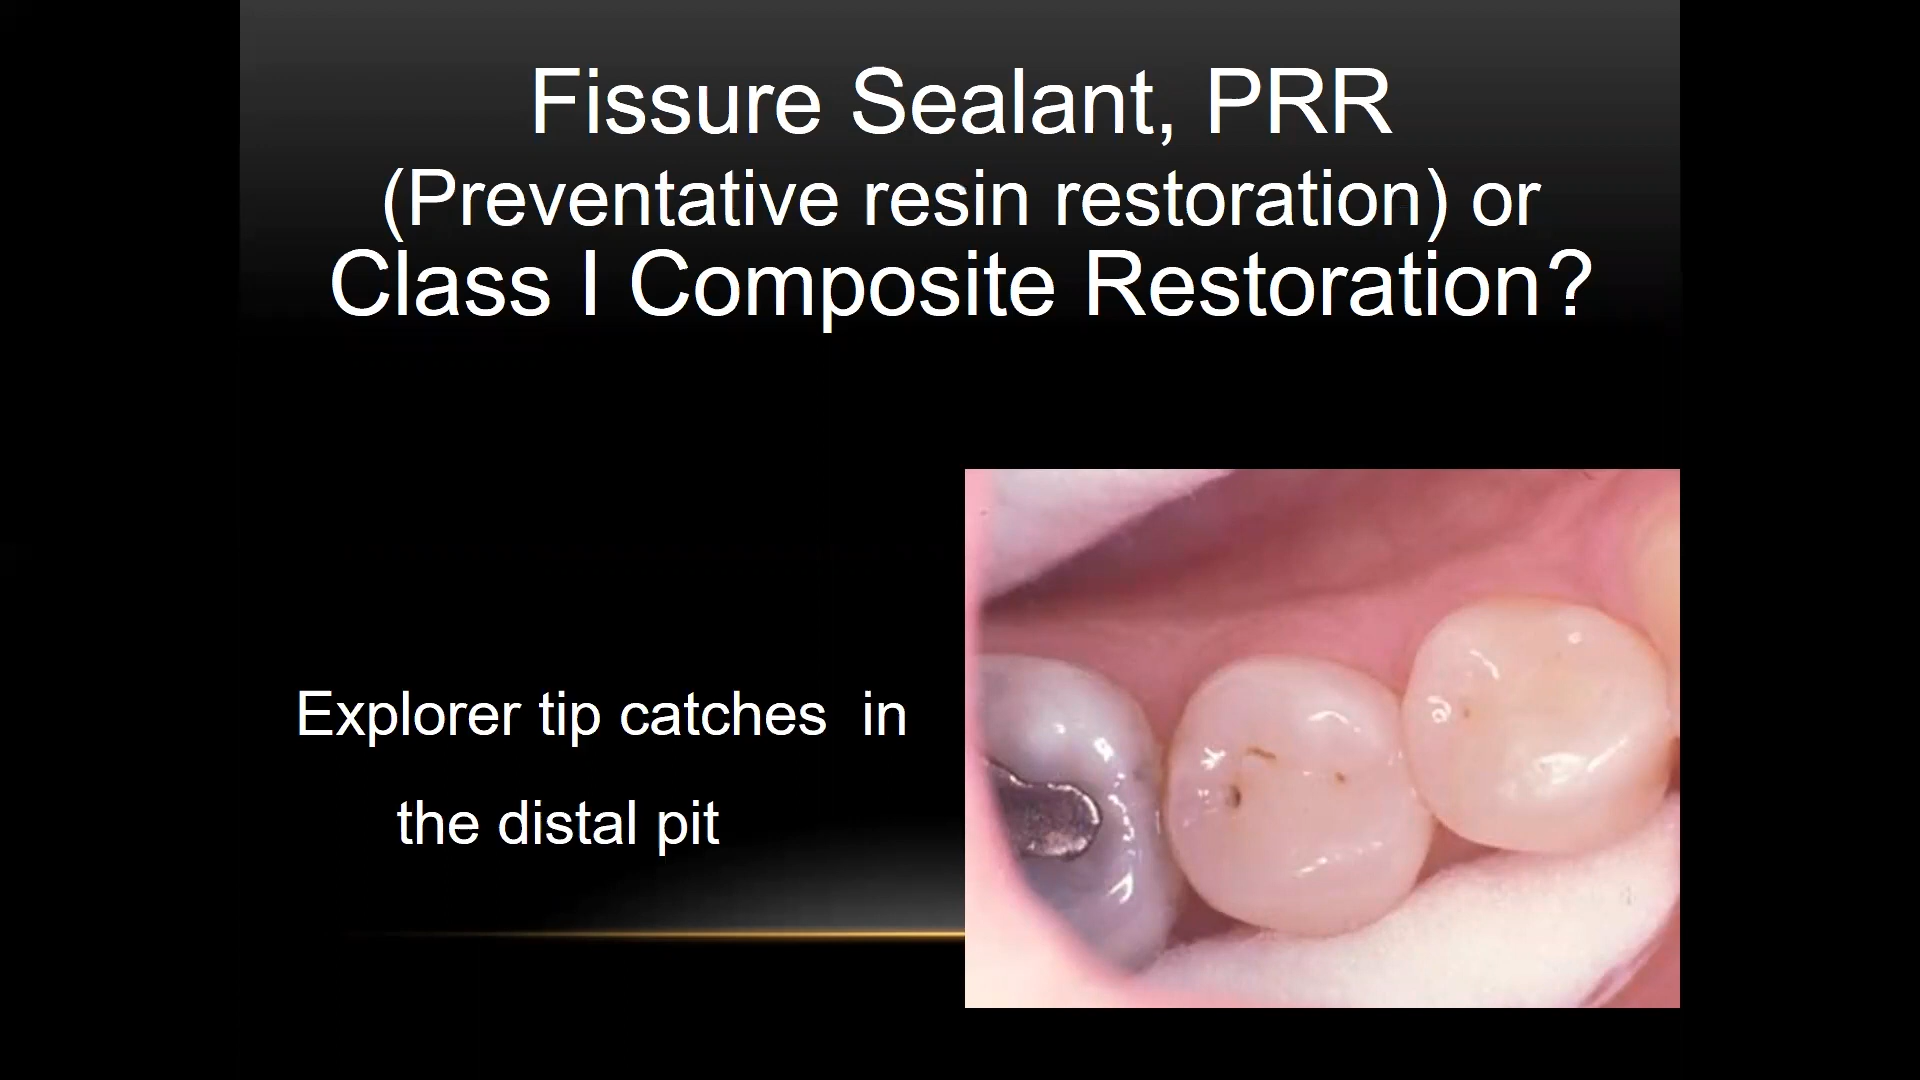 Fissure Sealant, PRR
(Preventative resin restoration) or
Class I Composite Restoration?
Explorer tip catches in
the distal pit